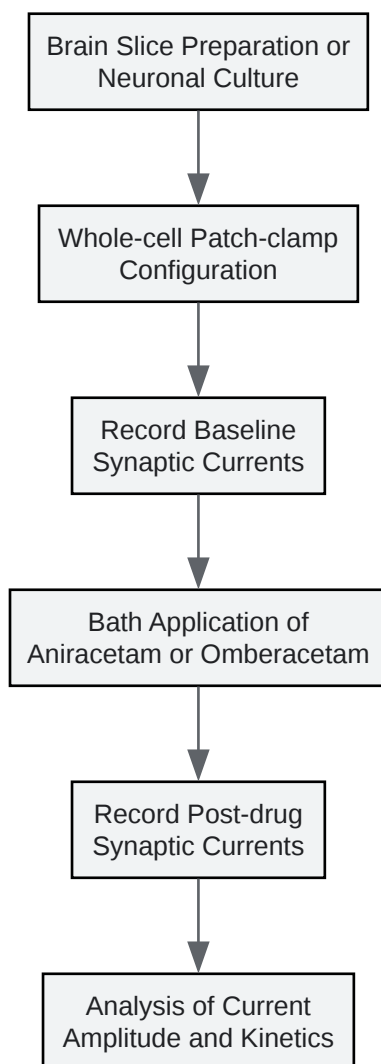 Brain Slice Preparation or
Neuronal Culture
Whole-cell Patch-clamp
Configuration
Record Baseline
Synaptic Currents
Bath Application of
Aniracetam or Omberacetam
Record Post-drug
Synaptic Currents
Analysis of Current
Amplitude and Kinetics